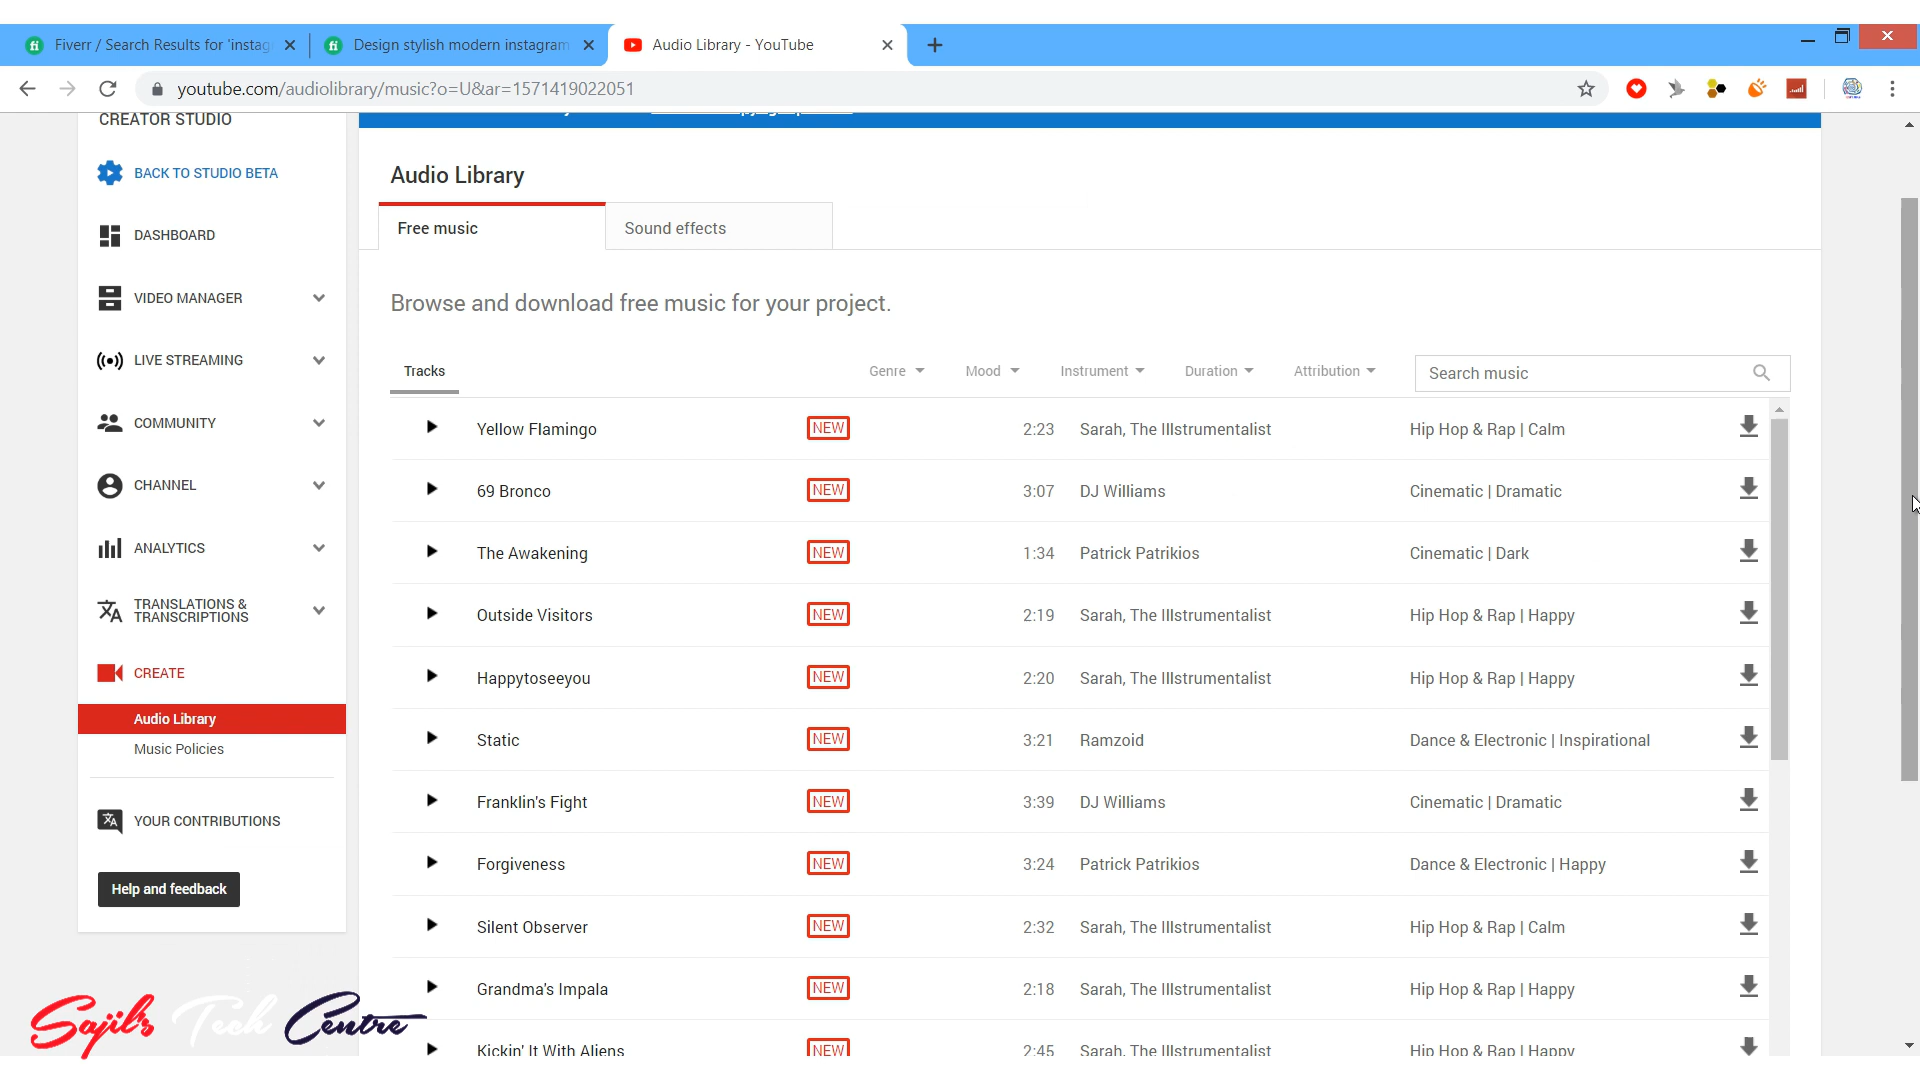 Fiverr / Search Results for 'instag
Design stylish modern instagram
Audio Library - YouTube
youtube.com/audiolibrary/music?o=U&ar=1571419022051
CREATOR STUDIO
BACK TO STUDIO BETA
DASHBOARD
VIDEO MANAGER
LIVE STREAMING
COMMUNITY
CHANNEL
ANALYTICS
TRANSLATIONS &
TRANSCRIPTIONS
CREATE
Audio Library
Music Policies
YOUR CONTRIBUTIONS
Help and feedback
Audio Library
Free music
Sound effects
Browse and download free music for your project.
Tracks Genre Mood Instrument Duration Attribution Search music
Yellow Flamingo NEW 2:23 Sarah, The Illstrumentalist Hip Hop & Rap | Calm
69 Bronco NEW 3:07 DJ Williams Cinematic | Dramatic
The Awakening NEW 1:34 Patrick Patrikios Cinematic | Dark
Outside Visitors NEW 2:19 Sarah, The Illstrumentalist Hip Hop & Rap | Happy
Happytoseeyou NEW 2:20 Sarah, The Illstrumentalist Hip Hop & Rap | Happy
Static NEW 3:21 Ramzoid Dance & Electronic | Inspirational
Franklin's Fight NEW 3:39 DJ Williams Cinematic | Dramatic
Forgiveness NEW 3:24 Patrick Patrikios Dance & Electronic | Happy
Silent Observer NEW 2:32 Sarah, The Illstrumentalist Hip Hop & Rap | Calm
Grandma's Impala NEW 2:18 Sarah, The Illstrumentalist Hip Hop & Rap | Happy
Kickin' It With Aliens NEW 2:45 Sarah, The Illstrumentalist Hip Hop & Rap | Happy
Sajil's Tech Centre